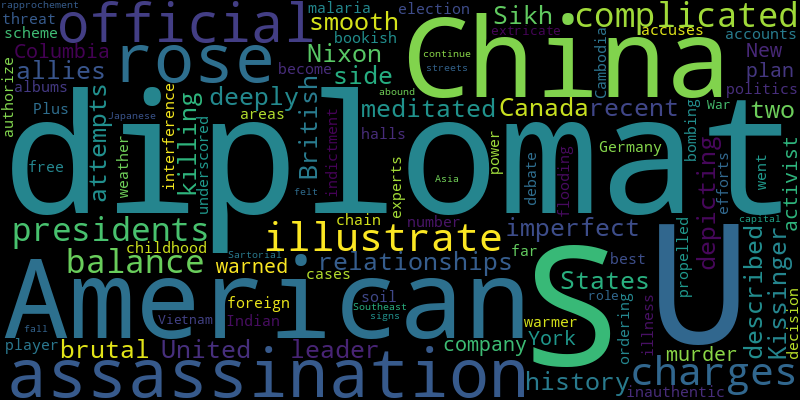 rapprochement
official
malaria
election
China
complicated
threat
smooth
Sikh
accuses
scheme
bookish
extricate
Columbia
rose
Nixon
continue
Cambodia
accounts
New
allies
side
become
streets
plan
albums
deeply
abound
politics
authorize
attempts
interference
killing
British
meditated
Canada
recent
War
two
areas
Japanese
bombing
Plus
diplomat
weather
underscored
indictment
halls
power
Germany
free
experts
debate
flooding
Asia
efforts
went
activist
felt
depicting
presidents
chain
number
capital
illustrate
imperfect
childhood
far
U
described
balance
Sartorial
warned
relationships
best
propelled
Kissinger
cases
S
States
American
foreign
soil
Southeast
role
signs
Vietnam
Indian
warmer
fall
ordering
illness
decision
player
brutal
United
leader
company
York
murder
assassination
history
charges
inauthentic